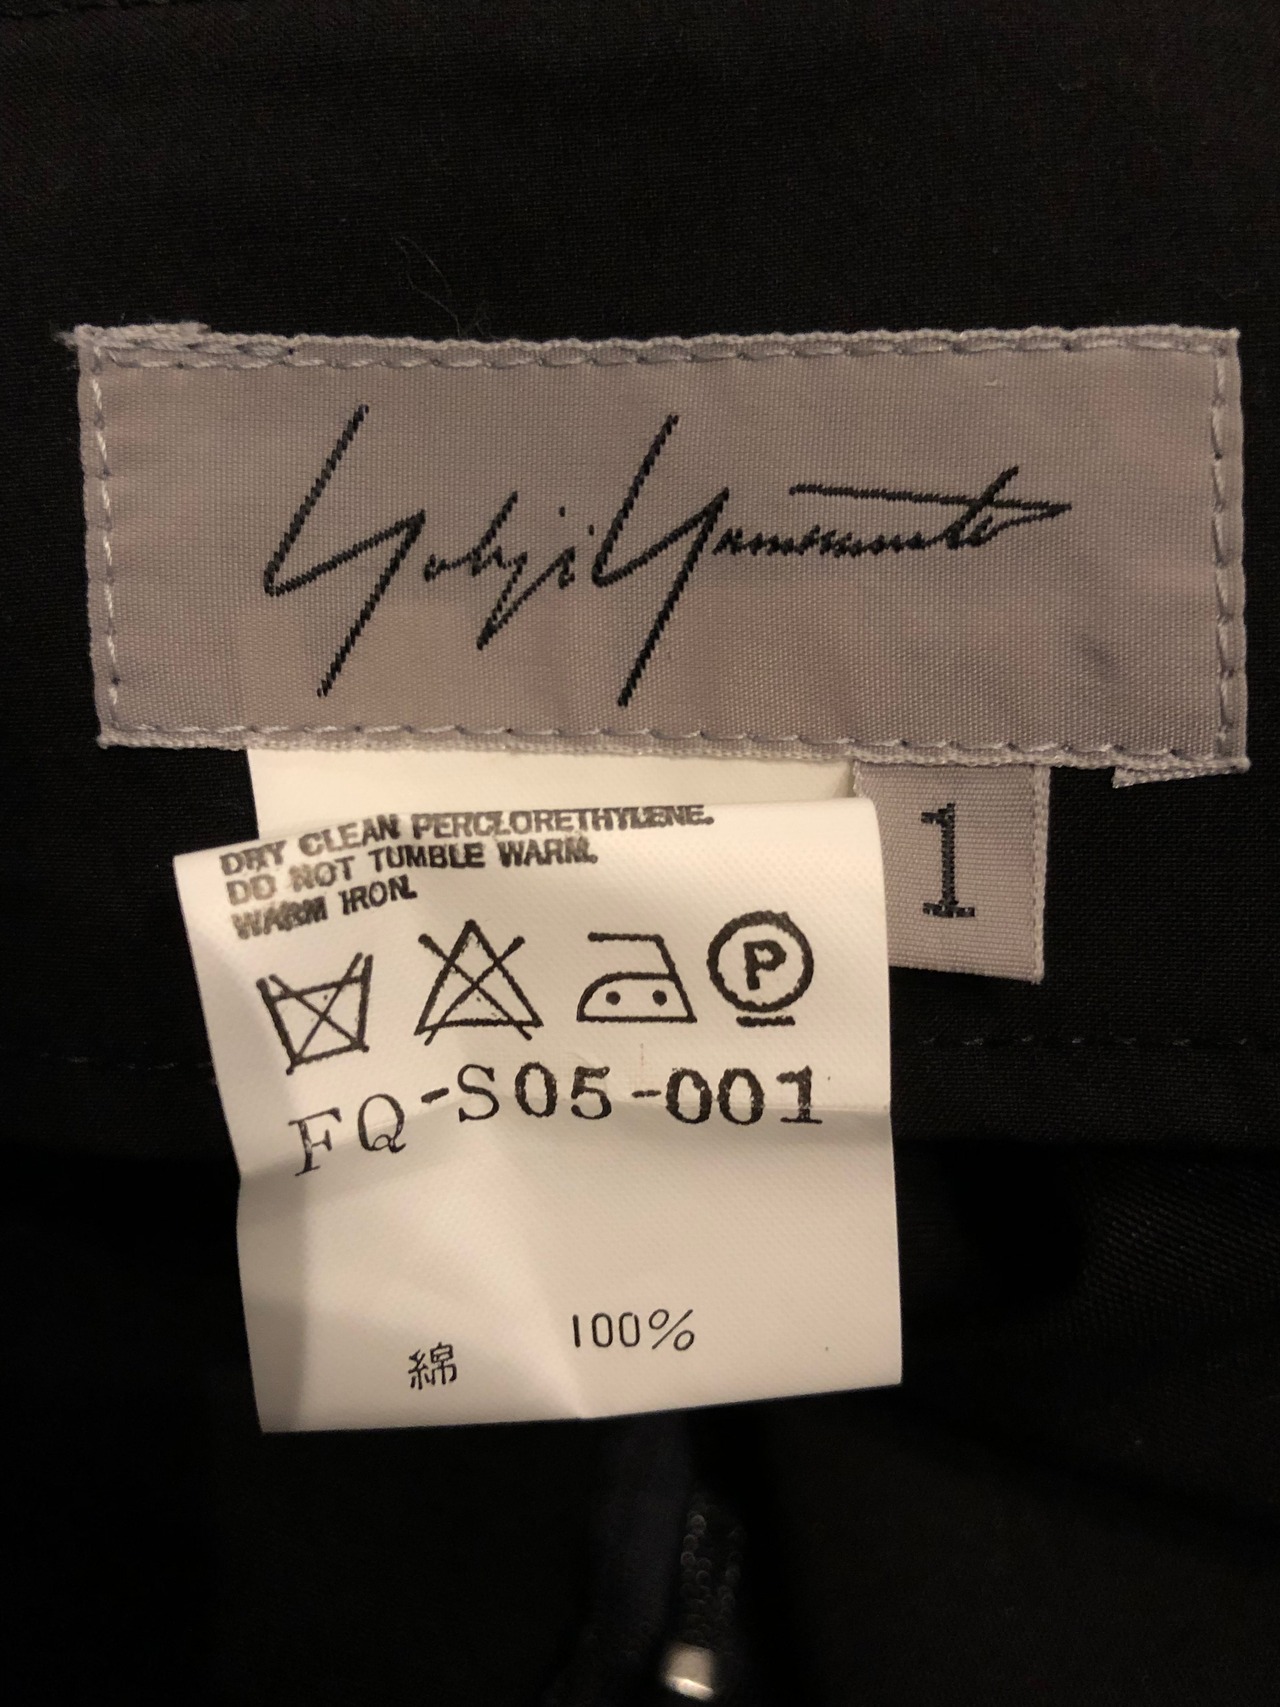 Yohji Yamamoto
1
DRY CLEAN PERCLORETHYLENE.
DO NOT TUMBLE WARM.
WARM IRON.
P
FQ-S05-001
綿 100%